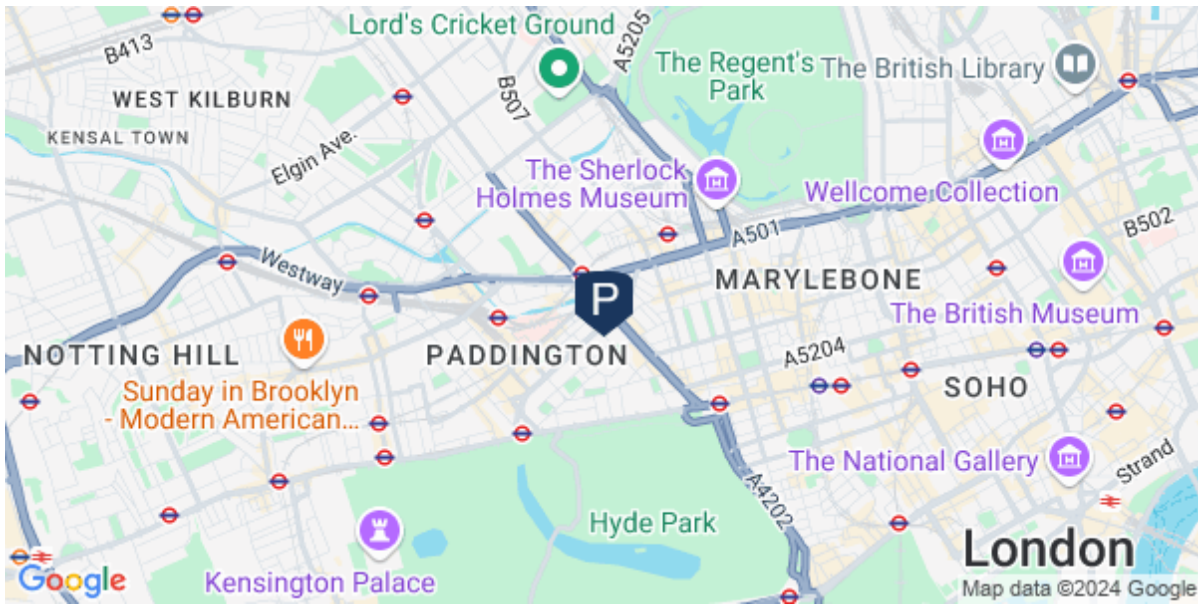 Lord's Cricket Ground
A5205
B413
B507
The Regent's
Park
The British Library
WEST KILBURN
KENSAL TOWN
Elgin Ave.
The Sherlock
Holmes Museum
Wellcome Collection
B502
A501
Westway
MARYLEBONE
P
The British Museum
NOTTING HILL
PADDINGTON
A5204
SOHO
Sunday in Brooklyn
- Modern American...
The National Gallery
Strand
A4202
Hyde Park
London
Kensington Palace
Google
Map data ©2024 Google